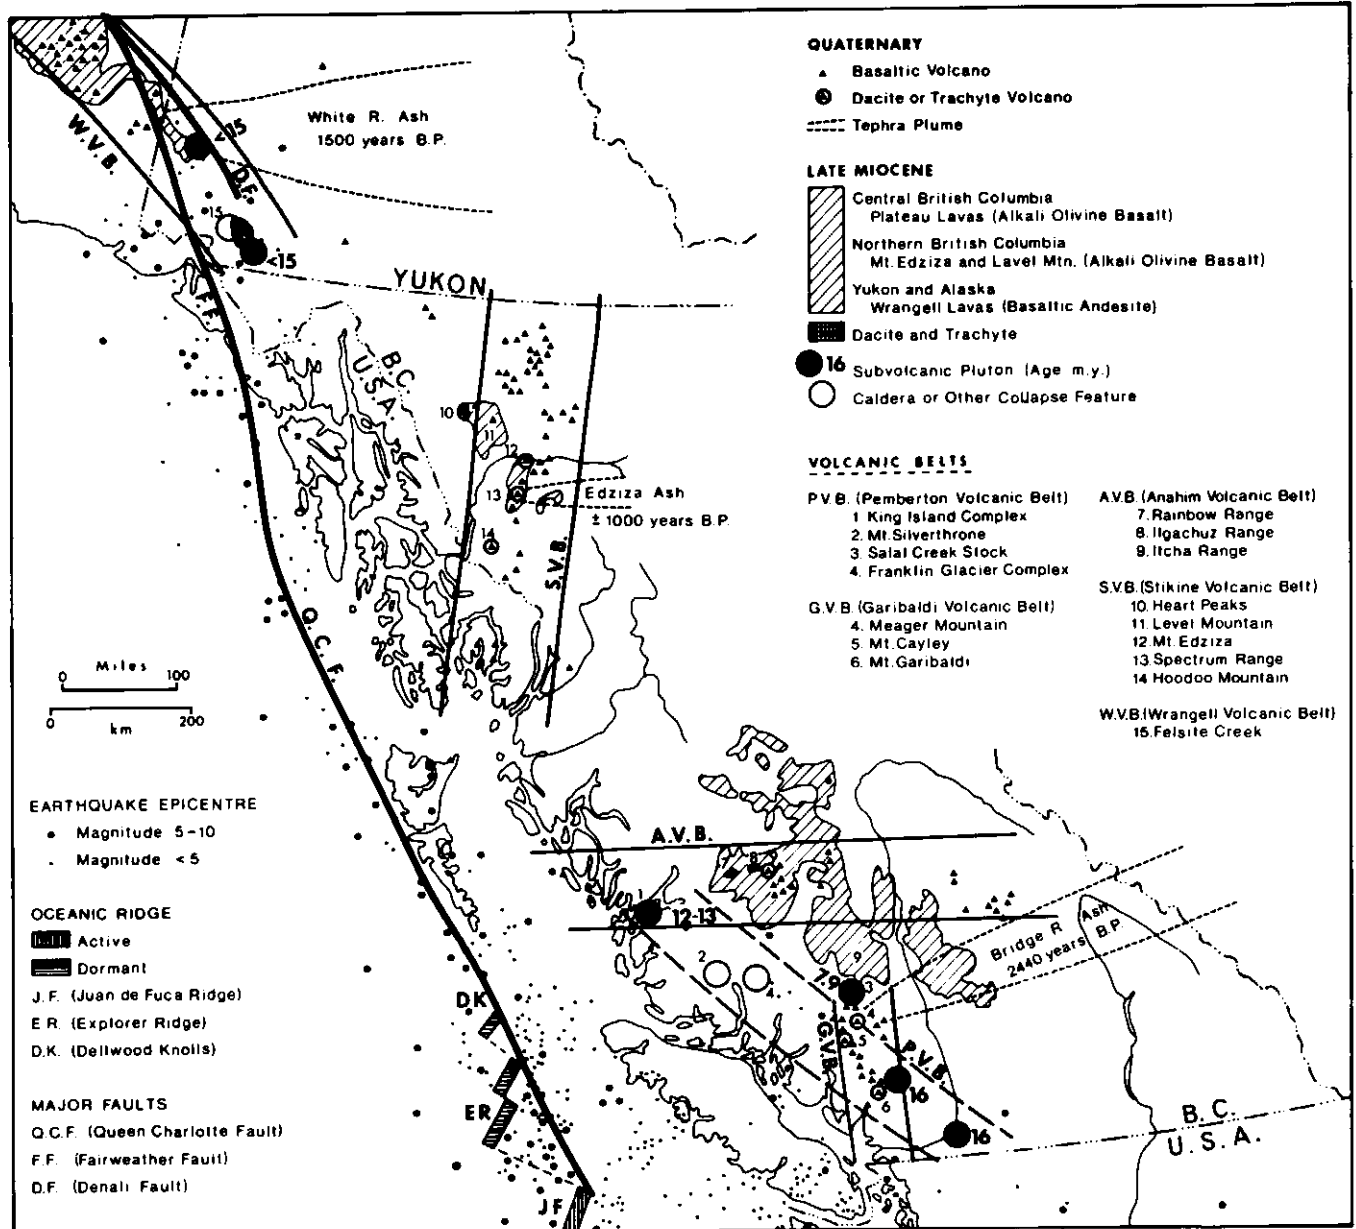 QUATERNARY
Basaltic Volcano
Dacite or Trachyte Volcano
Tephra Plume
LATE MIOCENE
Central British Columbia
Plateau Lavas (Alkali Olivine Basalt)
Northern British Columbia
Mt. Edziza and Lavel Mtn. (Alkali Olivine Basalt)
Yukon and Alaska
Wrangell Lavas (Basaltic Andesite)
Dacite and Trachyte
16 Subvolcanic Pluton (Age m.y.)
Caldera or Other Collapse Feature
VOLCANIC BELTS
P.V.B. (Pemberton Volcanic Belt)
1 King Island Complex
2. Mt. Silverthrone
3. Salal Creek Stock
4. Franklin Glacier Complex
G.V.B. (Garibaldi Volcanic Belt)
4. Meager Mountain
5. Mt. Cayley
6. Mt. Garibaldi
A.V.B. (Anahim Volcanic Belt)
7. Rainbow Range
8. Ilgachuz Range
9. Itcha Range
S.V.B. (Stikine Volcanic Belt)
10. Heart Peaks
11. Level Mountain
12. Mt. Edziza
13. Spectrum Range
14 Hoodoo Mountain
W.V.B. (Wrangell Volcanic Belt)
15. Felsite Creek
White R. Ash
1500 years B.P.
W.V.B.
<15
D.F.
15
<15
F.F.
YUKON
B.C.
U.S.A.
10
11
12
13
14
Edziza Ash
± 1000 years B.P.
S.V.B.
Q.C.F.
Miles
0 100
0 200
km
EARTHQUAKE EPICENTRE
Magnitude 5-10
Magnitude < 5
OCEANIC RIDGE
Active
Dormant
J.F. (Juan de Fuca Ridge)
E R. (Explorer Ridge)
D.K. (Dellwood Knolls)
MAJOR FAULTS
Q.C.F. (Queen Charlotte Fault)
F.F. (Fairweather Fault)
D.F. (Denali Fault)
A.V.B.
7
8
9
1
12-13
2
4
7.9
9
3
4
5
G.V.B.
P.V.B.
16
6
16
Bridge R. Ash
2440 years B.P.
DK
ER
JF
B.C.
U.S.A.